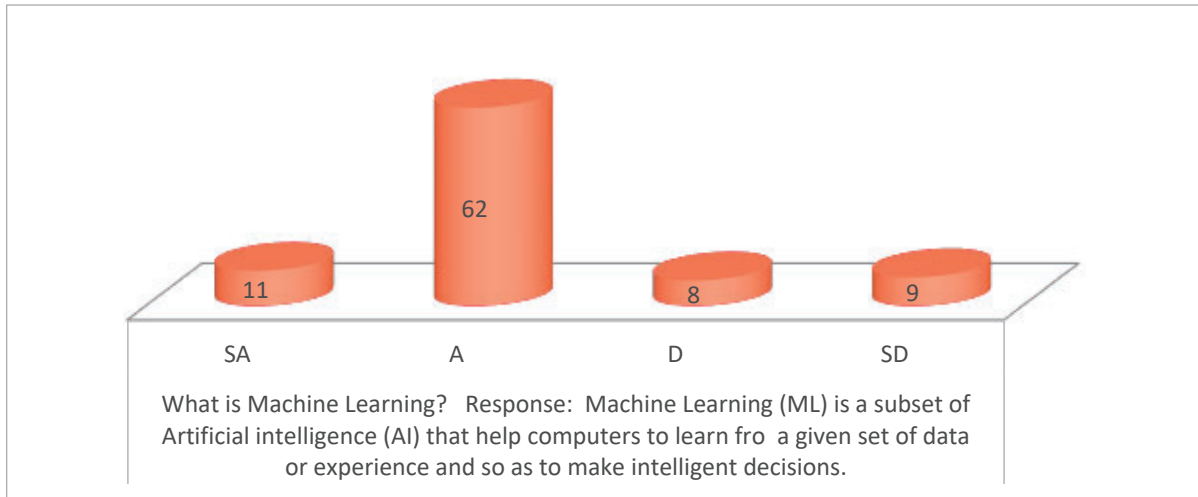 62
11
8
9
SA A D SD
What is Machine Learning? Response: Machine Learning (ML) is a subset of
Artificial intelligence (AI) that help computers to learn fro a given set of data
or experience and so as to make intelligent decisions.